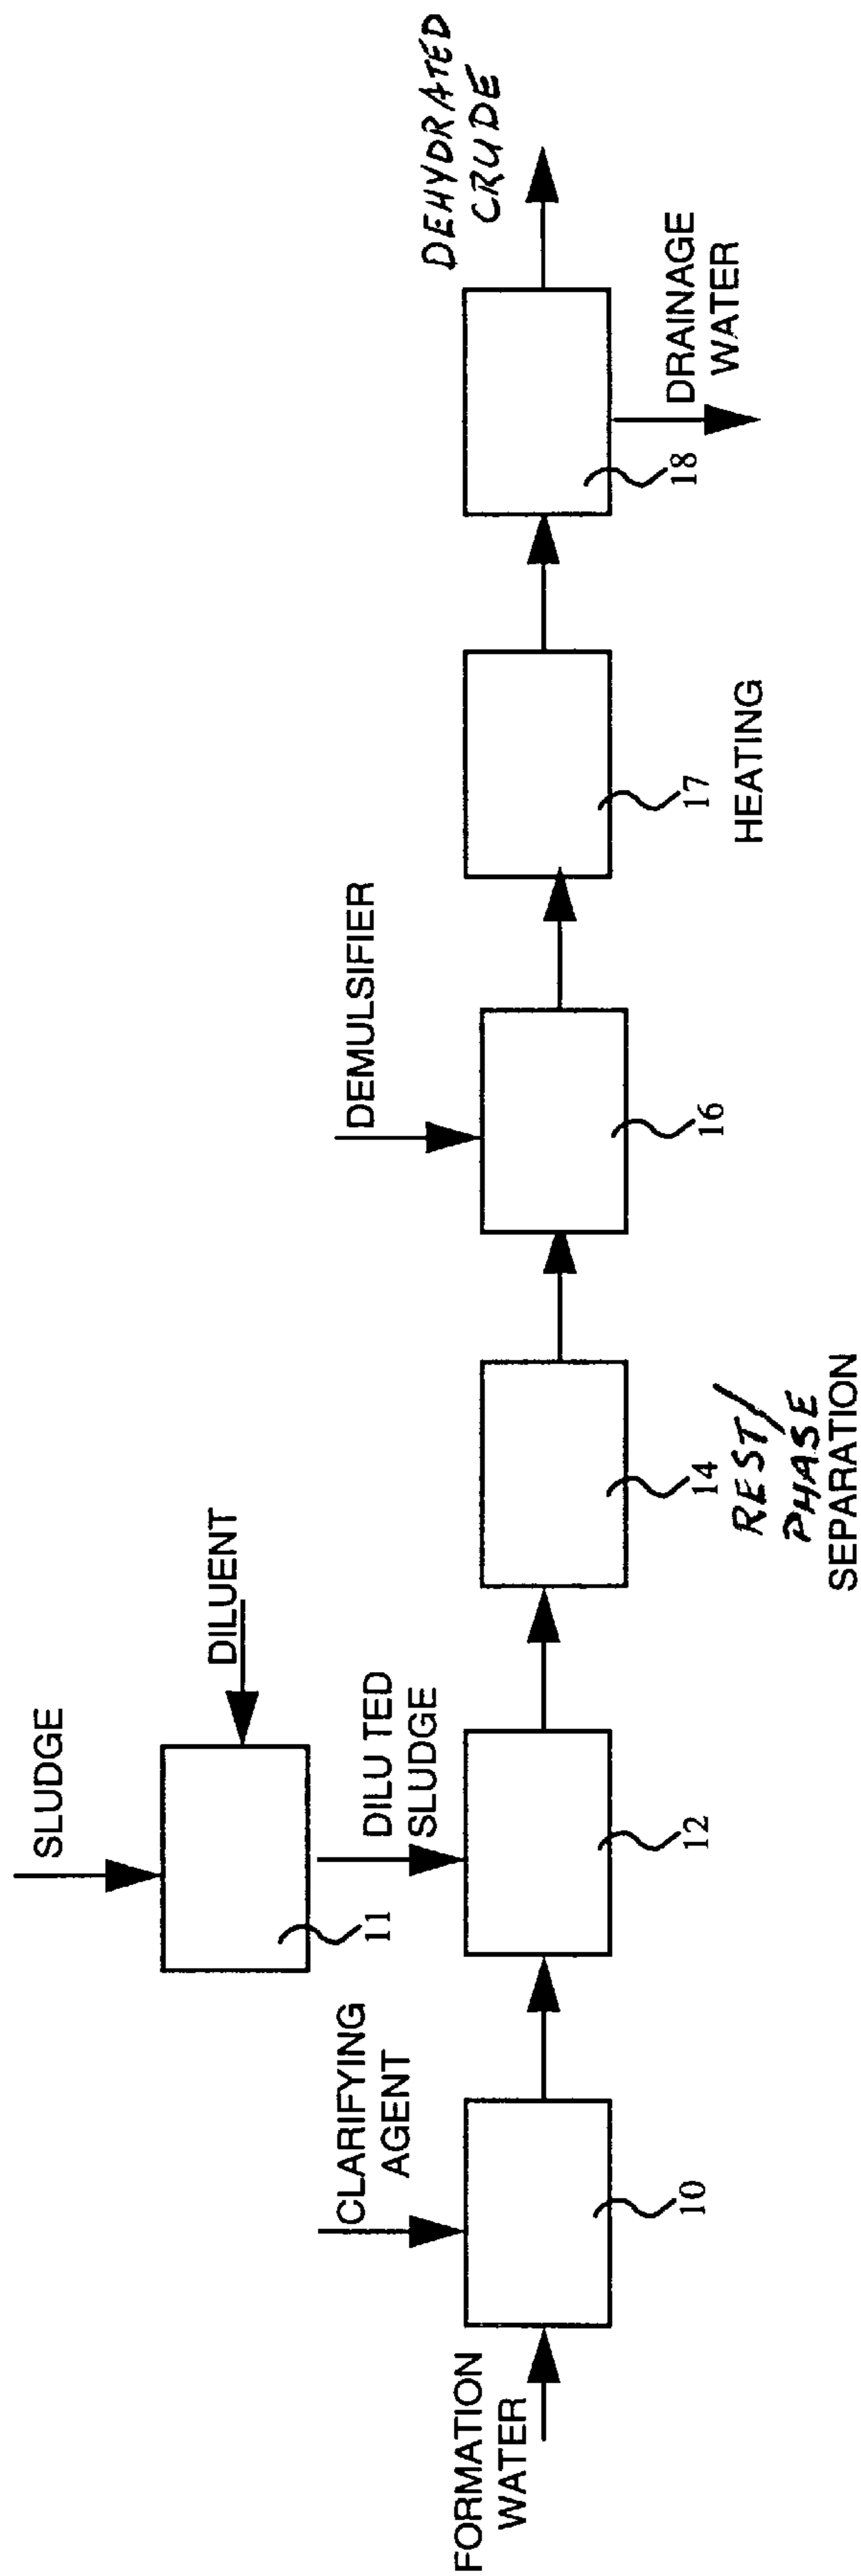 FORMATION
WATER
CLARIFYING
AGENT
10
SLUDGE
DILUENT
11
DILU TED
SLUDGE
12
14
REST/
PHASE
SEPARATION
DEMULSIFIER
16
17
HEATING
18
DRAINAGE
WATER
DEHYDRATED
CRUDE